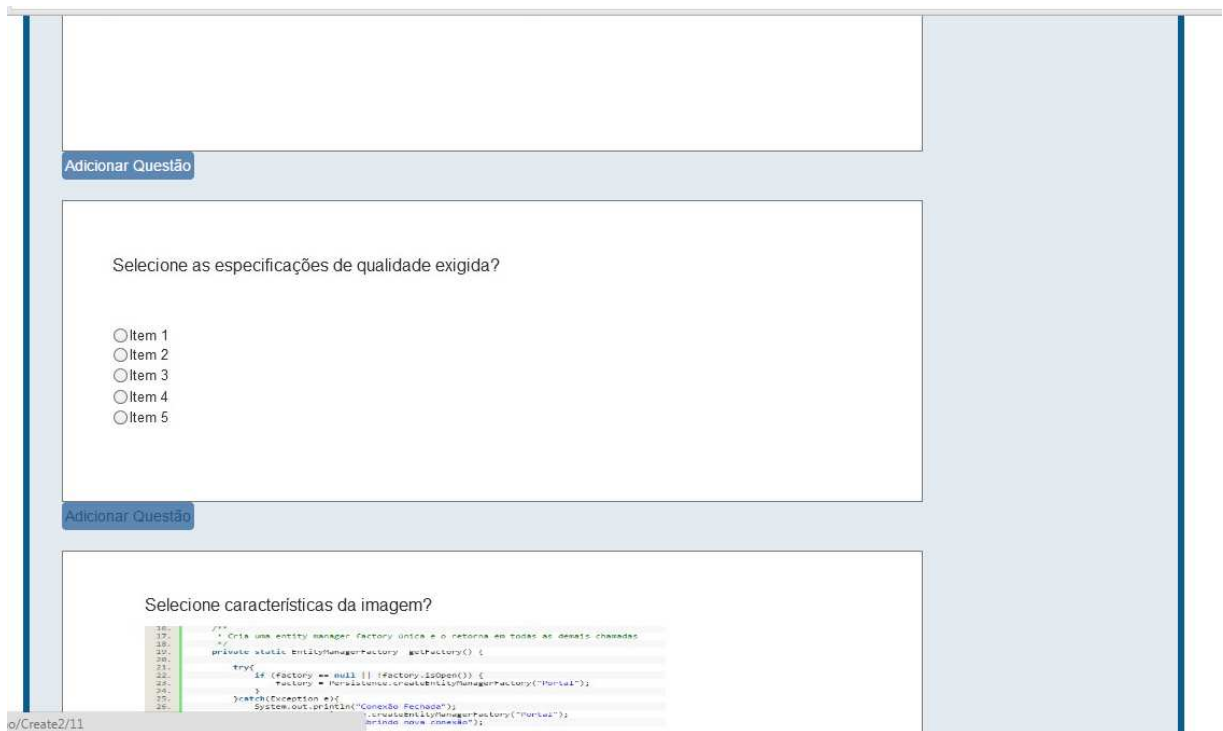 Adicionar Questão
Selecione as especificações de qualidade exigida?
Item 1
Item 2
Item 3
Item 4
Item 5
Adicionar Questão
Selecione características da imagem?
16. /**
17. * Cria uma entity manager factory única e o retorna em todas as demais chamadas
18. */
19. private static EntityManagerFactory getFactory() {
20.
21. try{
22. if (factory == null || !factory.isOpen()) {
23. factory = Persistence.createEntityManagerFactory("Portal");
24. }
25. }catch(Exception e){
26. System.out.println("Conexão Fechada");
.createEntityManagerFactory("Portal");
brindo nova conexão");
o/Create2/11